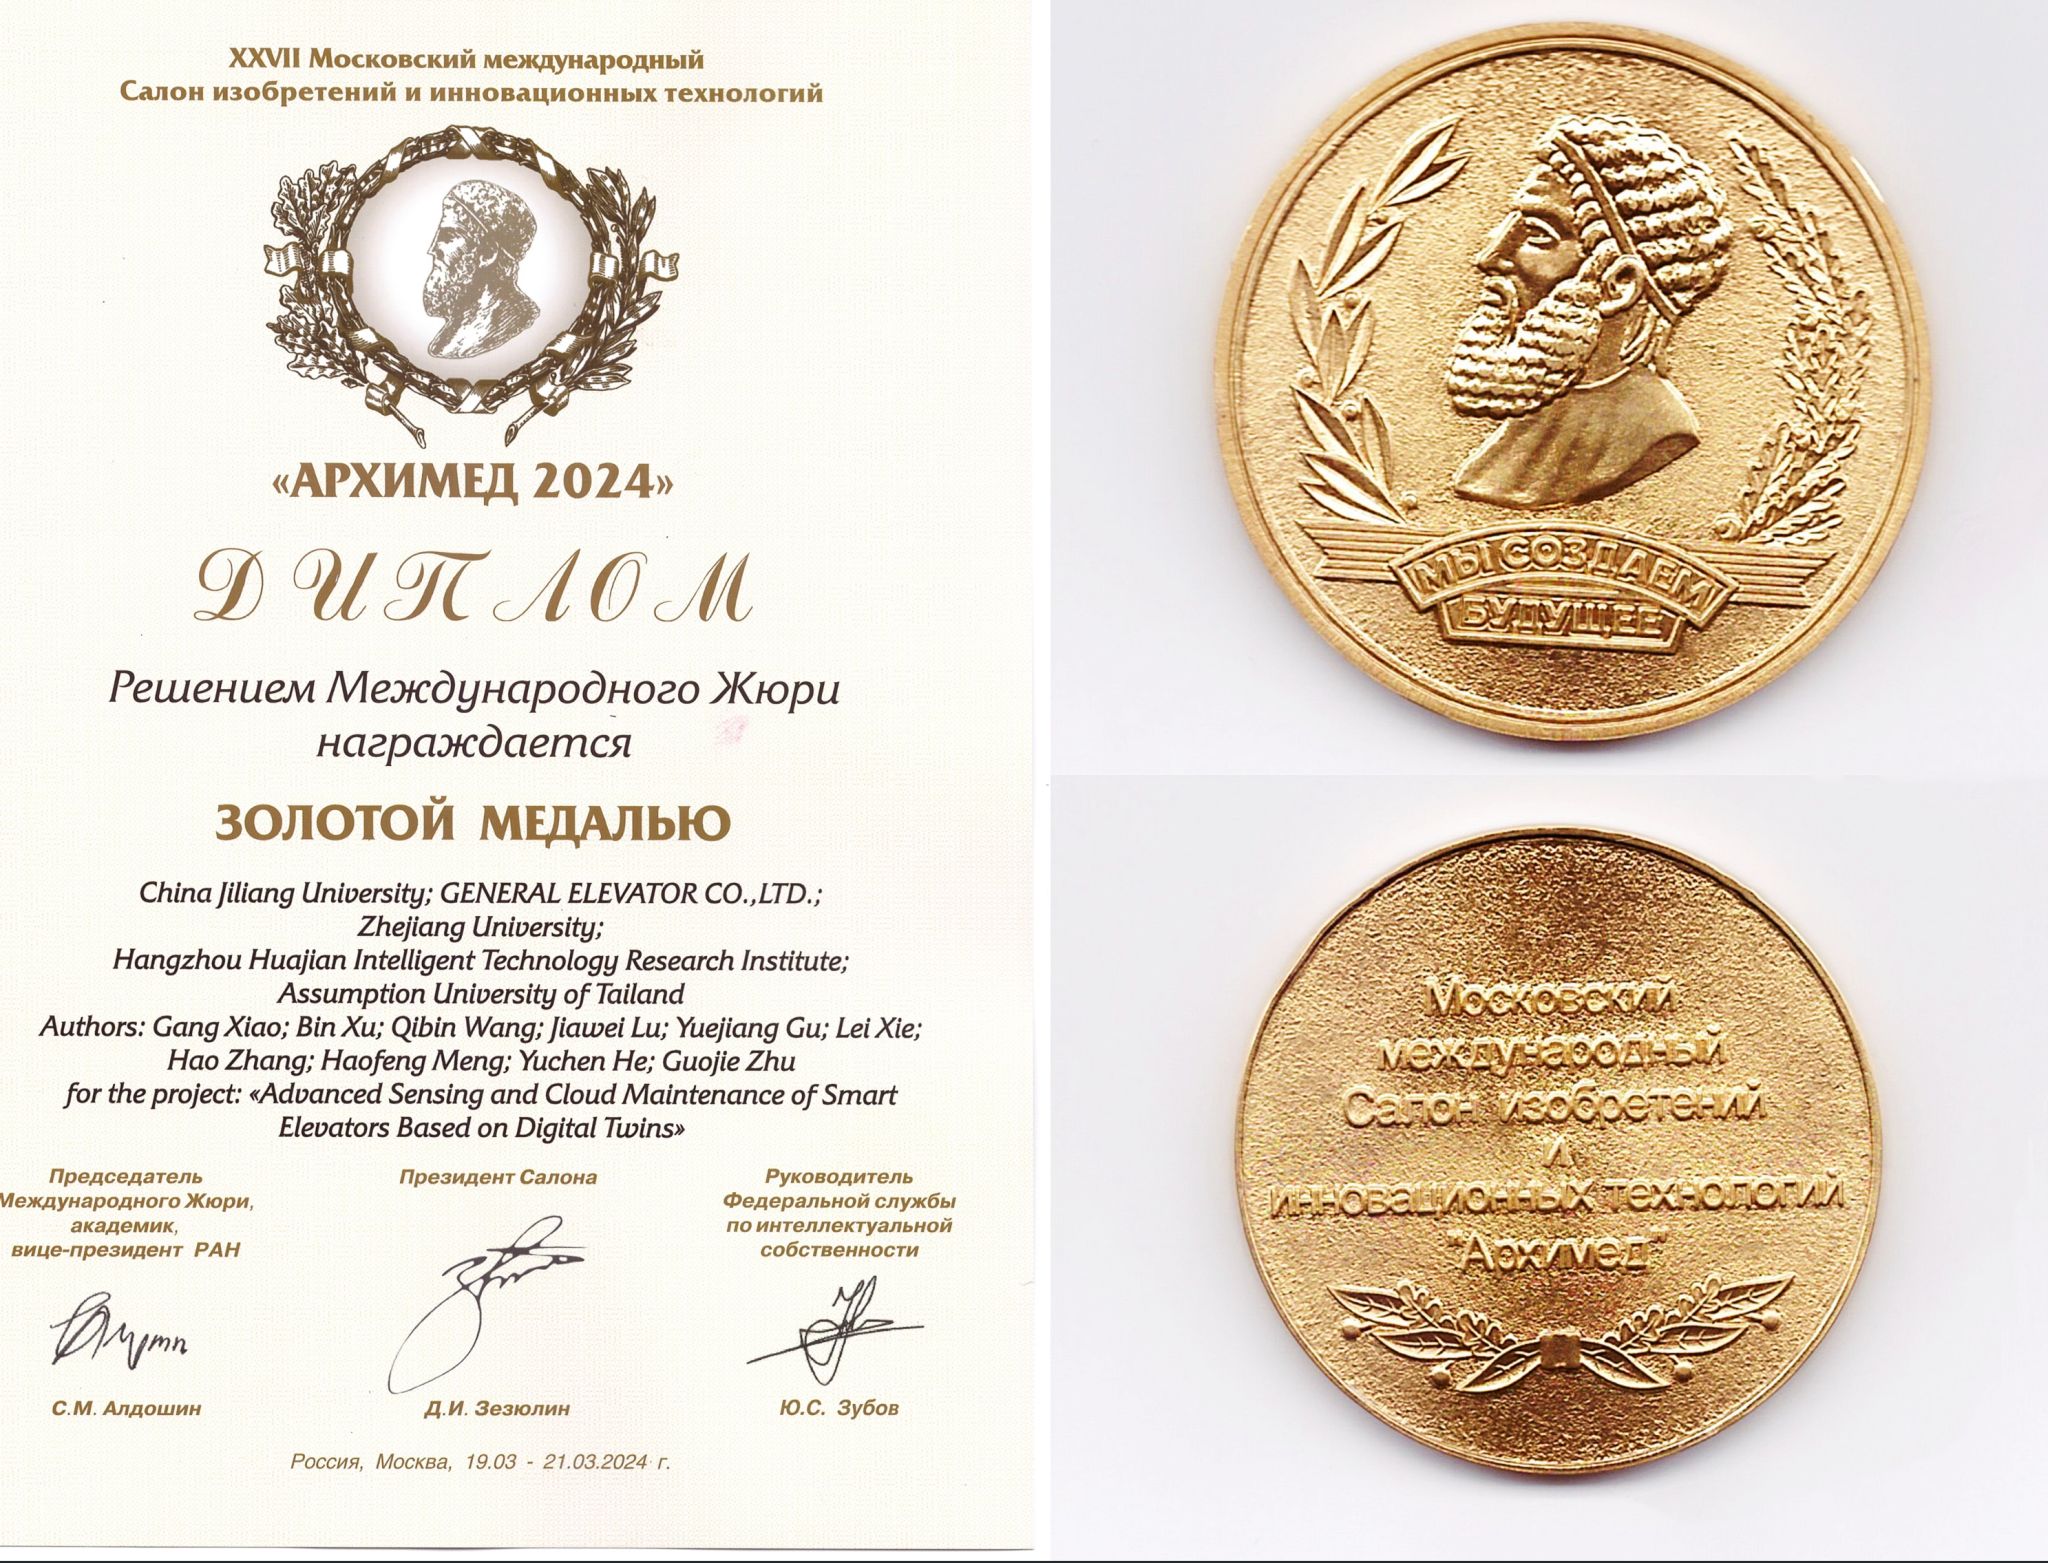 XXVII Московский международный
Салон изобретений и инновационных технологий
«АРХИМЕД 2024»
ДИПЛОМ
Решением Международного Жюри
награждается
ЗОЛОТОЙ МЕДАЛЬЮ
China Jiliang University; GENERAL ELEVATOR CO.,LTD.;
Zhejiang University;
Hangzhou Huajian Intelligent Technology Research Institute;
Assumption University of Tailand
Authors: Gang Xiao; Bin Xu; Qibin Wang; Jiawei Lu; Yuejiang Gu; Lei Xie;
Hao Zhang; Haofeng Meng; Yuchen He; Guojie Zhu
for the project: «Advanced Sensing and Cloud Maintenance of Smart
Elevators Based on Digital Twins»
Председатель
Международного Жюри,
академик,
вице-президент РАН
С.М. Алдошин
Президент Салона
Д.И. Зезюлин
Руководитель
Федеральной службы
по интеллектуальной
собственности
Ю.С. Зубов
Россия, Москва, 19.03 - 21.03.2024 г.
МЫ СОЗДАЕМ
БУДУЩЕЕ
Московский
международный
Салон изобретений
и
инновационных технологий
"Архимед"